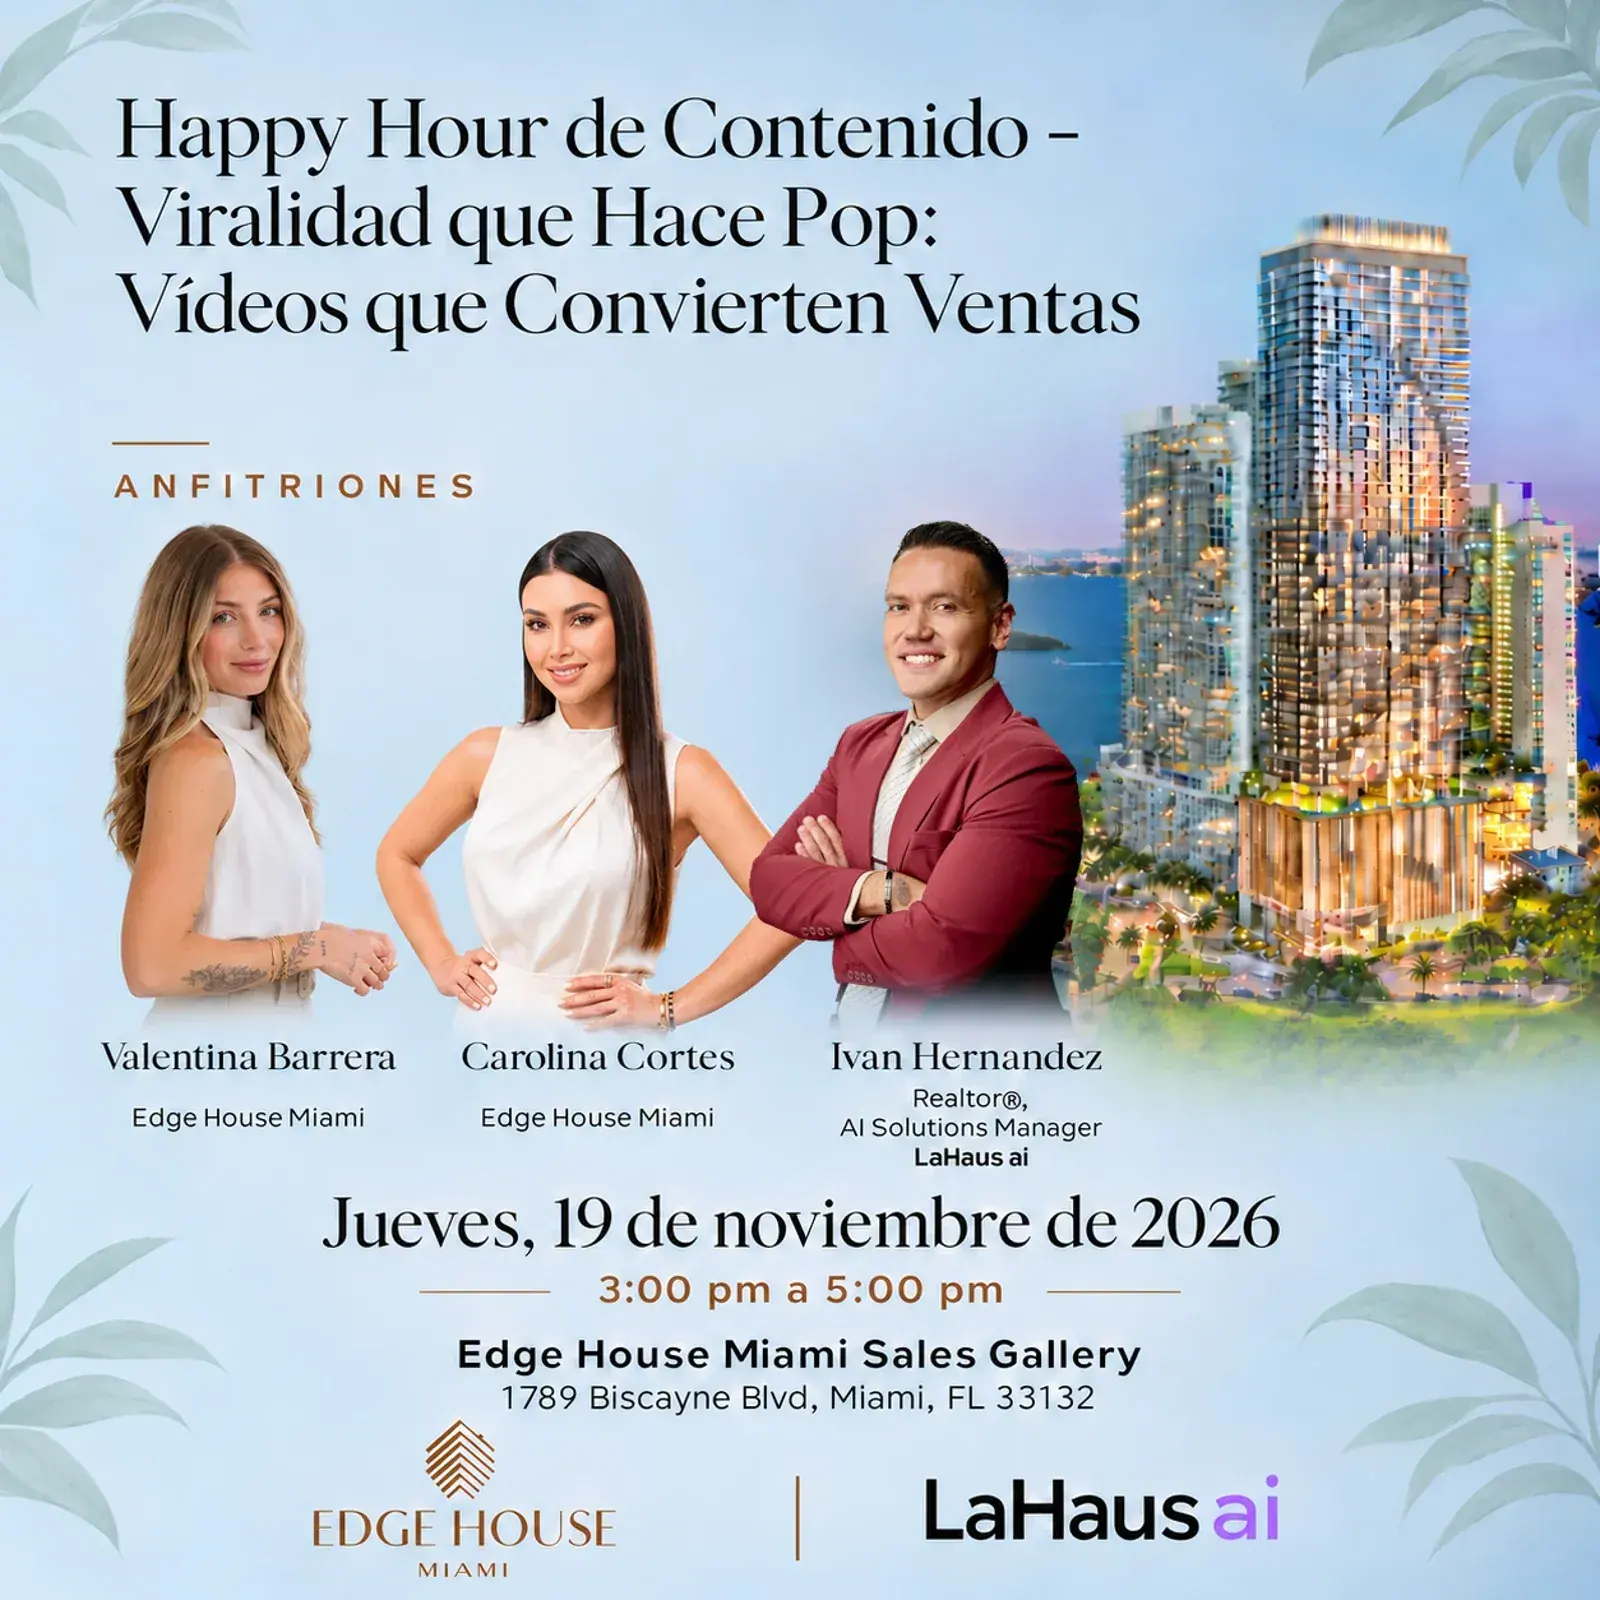 Happy Hour de Contenido –
Viralidad que Hace Pop:
Vídeos que Convierten Ventas
ANFITRIONES
Valentina Barrera
Edge House Miami
Carolina Cortes
Edge House Miami
Ivan Hernandez
Realtor®,
AI Solutions Manager
LaHaus ai
Jueves, 19 de noviembre de 2026
3:00 pm a 5:00 pm
Edge House Miami Sales Gallery
1789 Biscayne Blvd, Miami, FL 33132
EDGE HOUSE
MIAMI
LaHaus ai